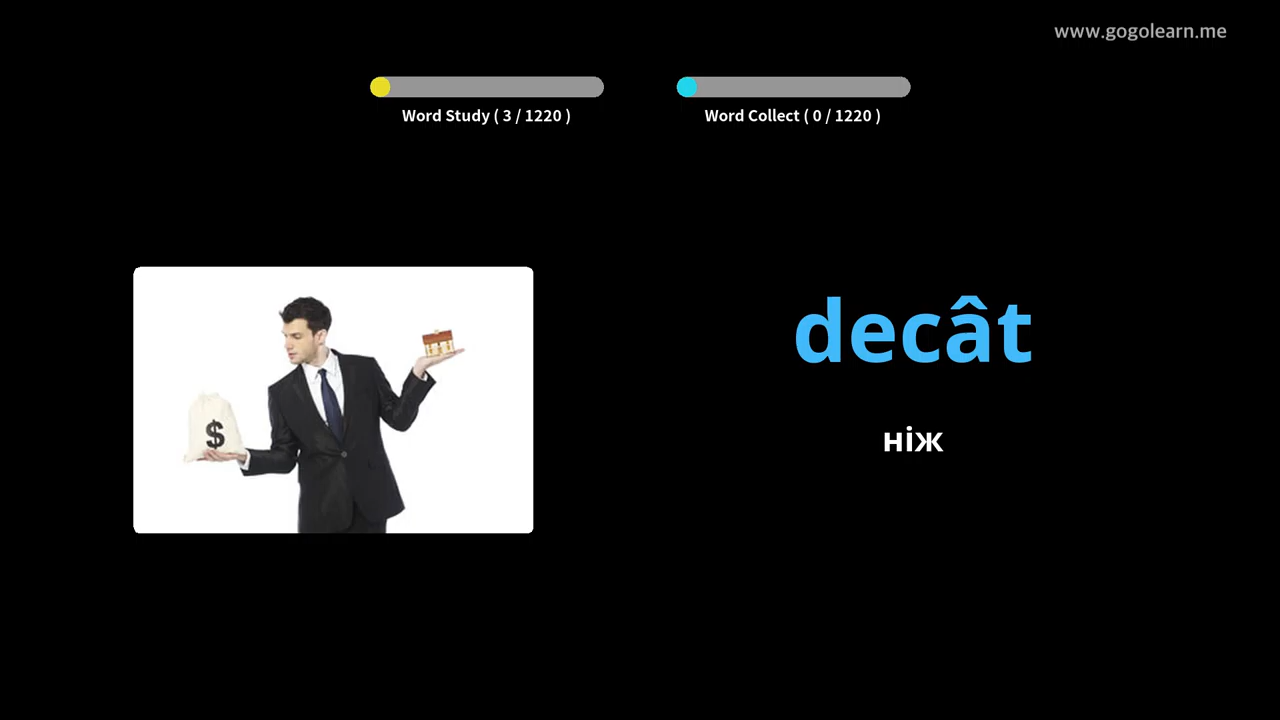 www.gogolearn.me
Word Study ( 3 / 1220 )
Word Collect ( 0 / 1220 )
$
decât
ніж